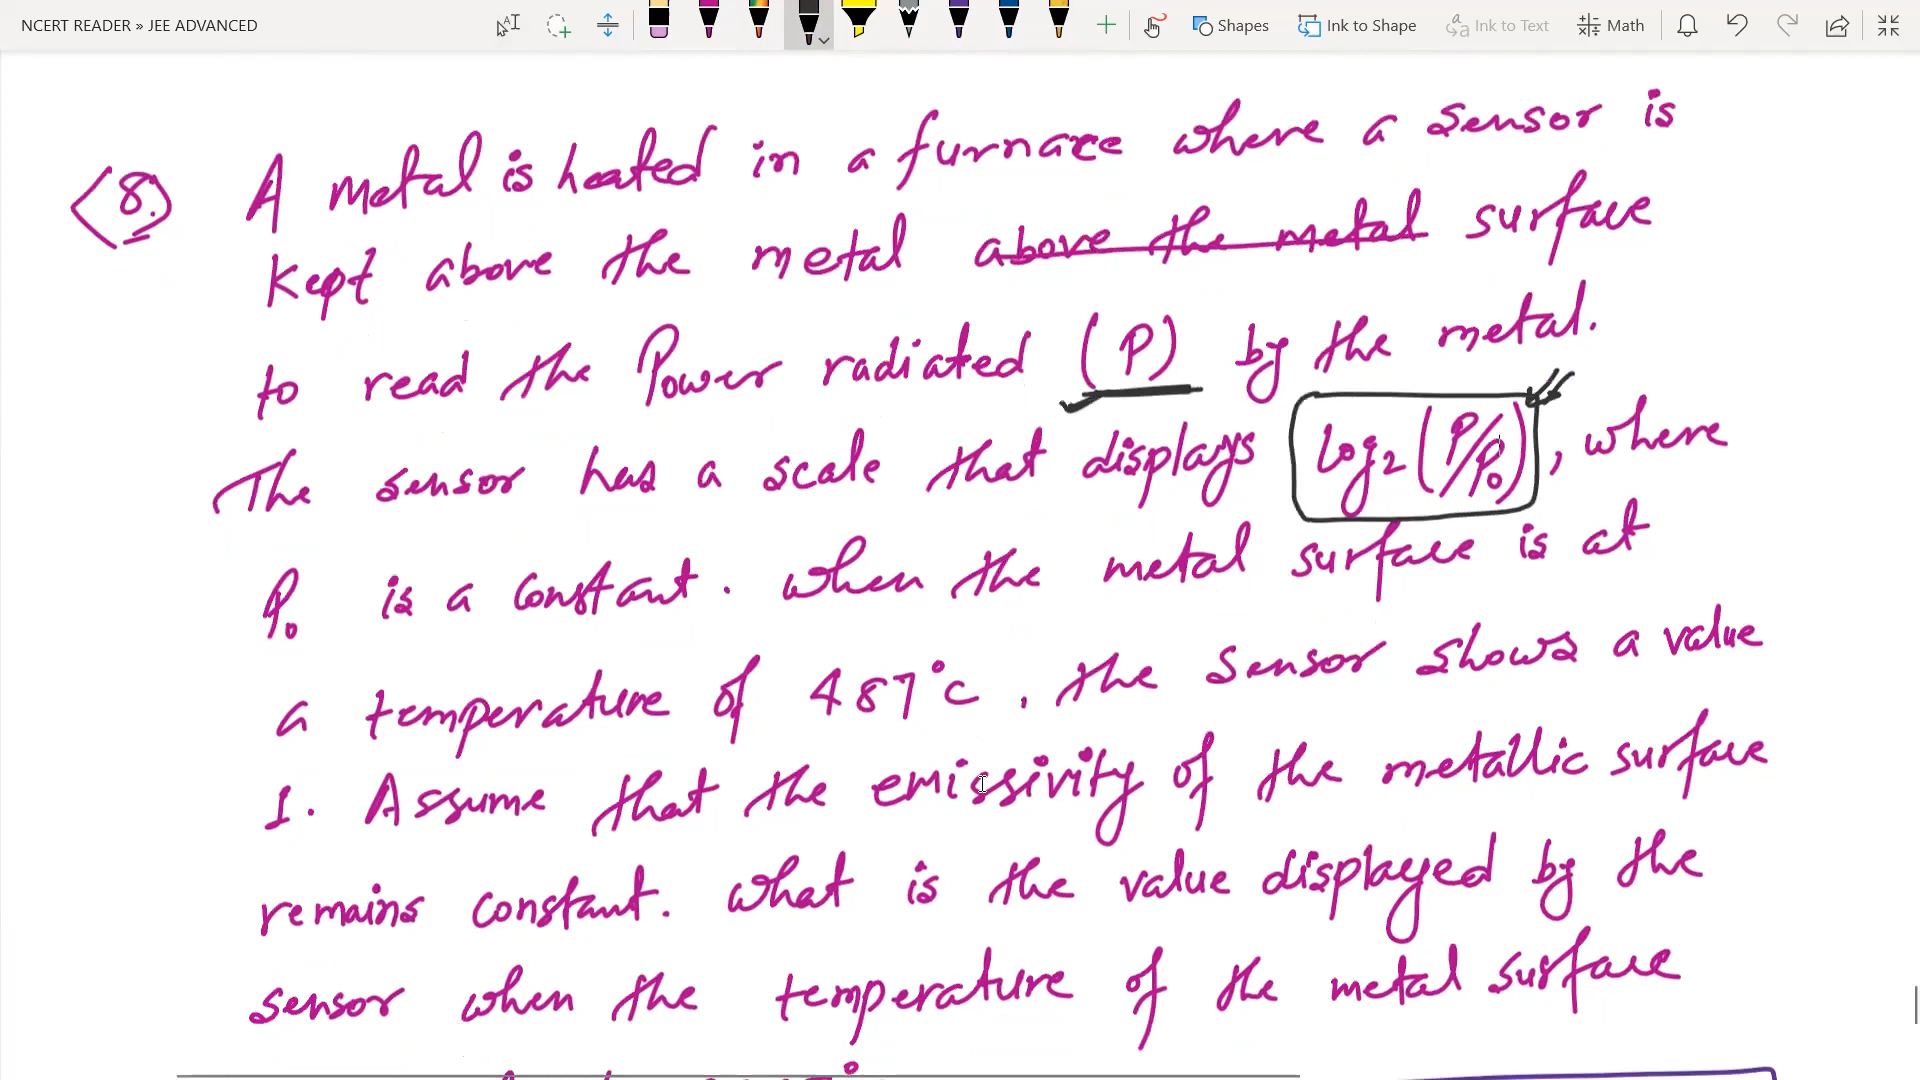 NCERT READER » JEE ADVANCED
Shapes Ink to Shape Ink to Text Math
8. A metal is heated in a furnace where a sensor is
kept above the metal above the metal surface
to read the Power radiated (P) by the metal.
The sensor has a scale that displays log₂(P/P₀), where
P₀ is a constant. when the metal surface is at
a temperature of 487°C, the sensor shows a value
1. Assume that the emissivity of the metallic surface
remains constant. what is the value displayed by the
sensor when the temperature of the metal surface